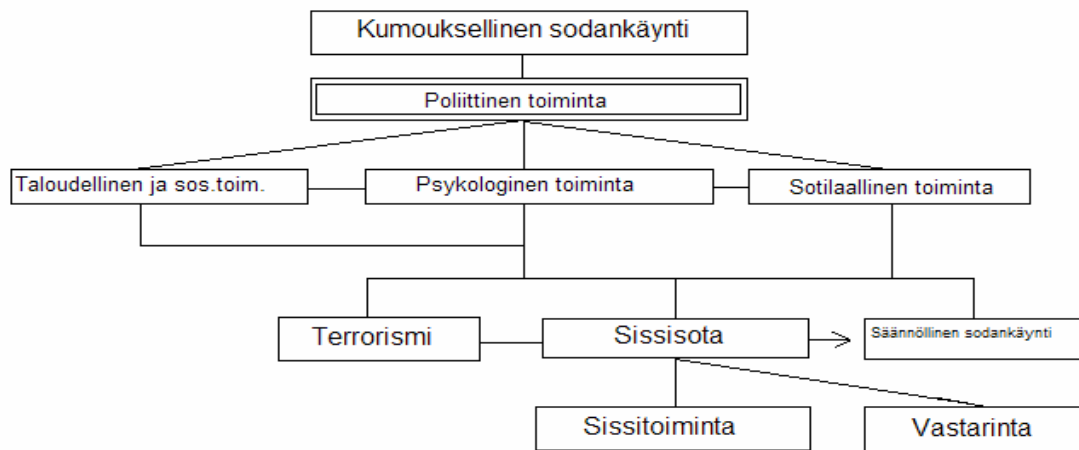 Kumouksellinen sodankäynti
Poliittinen toiminta
Taloudellinen ja sos.toim.
Psykologinen toiminta
Sotilaallinen toiminta
Terrorismi
Sissisota
Säännöllinen sodankäynti
Sissitoiminta
Vastarinta